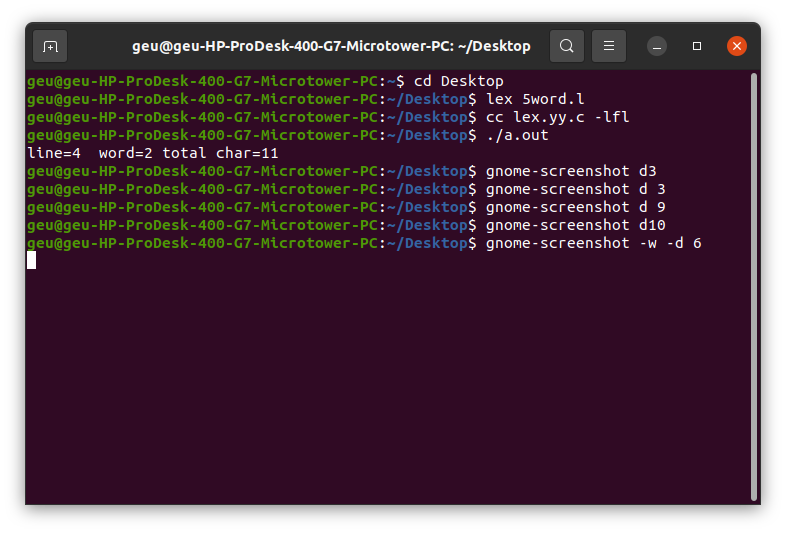 geu@geu-HP-ProDesk-400-G7-Microtower-PC: ~/Desktop
geu@geu-HP-ProDesk-400-G7-Microtower-PC:~$ cd Desktop
geu@geu-HP-ProDesk-400-G7-Microtower-PC:~/Desktop$ lex 5word.l
geu@geu-HP-ProDesk-400-G7-Microtower-PC:~/Desktop$ cc lex.yy.c -lfl
geu@geu-HP-ProDesk-400-G7-Microtower-PC:~/Desktop$ ./a.out
line=4  word=2 total char=11
geu@geu-HP-ProDesk-400-G7-Microtower-PC:~/Desktop$ gnome-screenshot d3
geu@geu-HP-ProDesk-400-G7-Microtower-PC:~/Desktop$ gnome-screenshot d 3
geu@geu-HP-ProDesk-400-G7-Microtower-PC:~/Desktop$ gnome-screenshot d 9
geu@geu-HP-ProDesk-400-G7-Microtower-PC:~/Desktop$ gnome-screenshot d10
geu@geu-HP-ProDesk-400-G7-Microtower-PC:~/Desktop$ gnome-screenshot -w -d 6